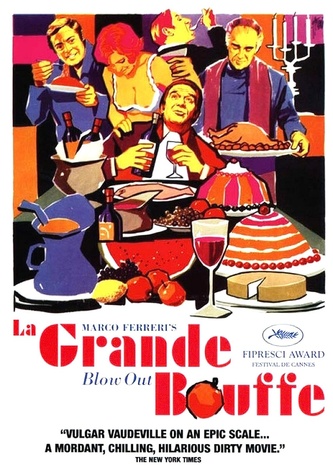 MARCO FERRERI'S
La GRANDE
Blow Out BOUFFE
FIPRESCI AWARD
FESTIVAL DE CANNES
"VULGAR VAUDEVILLE ON AN EPIC SCALE...
A MORDANT, CHILLING, HILARIOUS DIRTY MOVIE."
THE NEW YORK TIMES